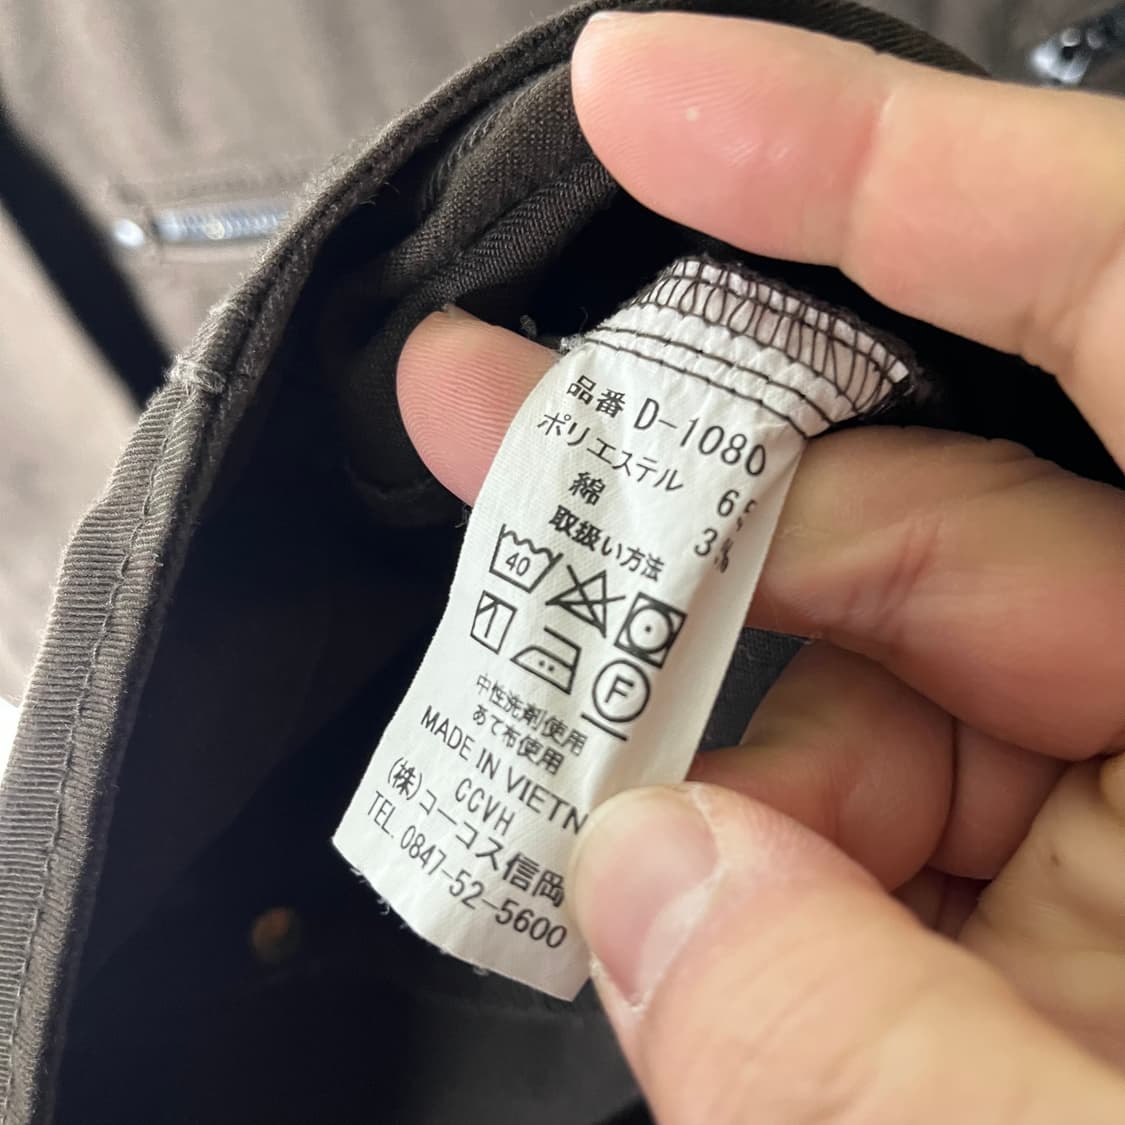 品番 D-1080
ポリエステル
綿
取扱い方法
40
F
中性洗剤使用
あて布使用
MADE IN
CCVH
(株)コーコス信岡
TEL. 0847-52-5600